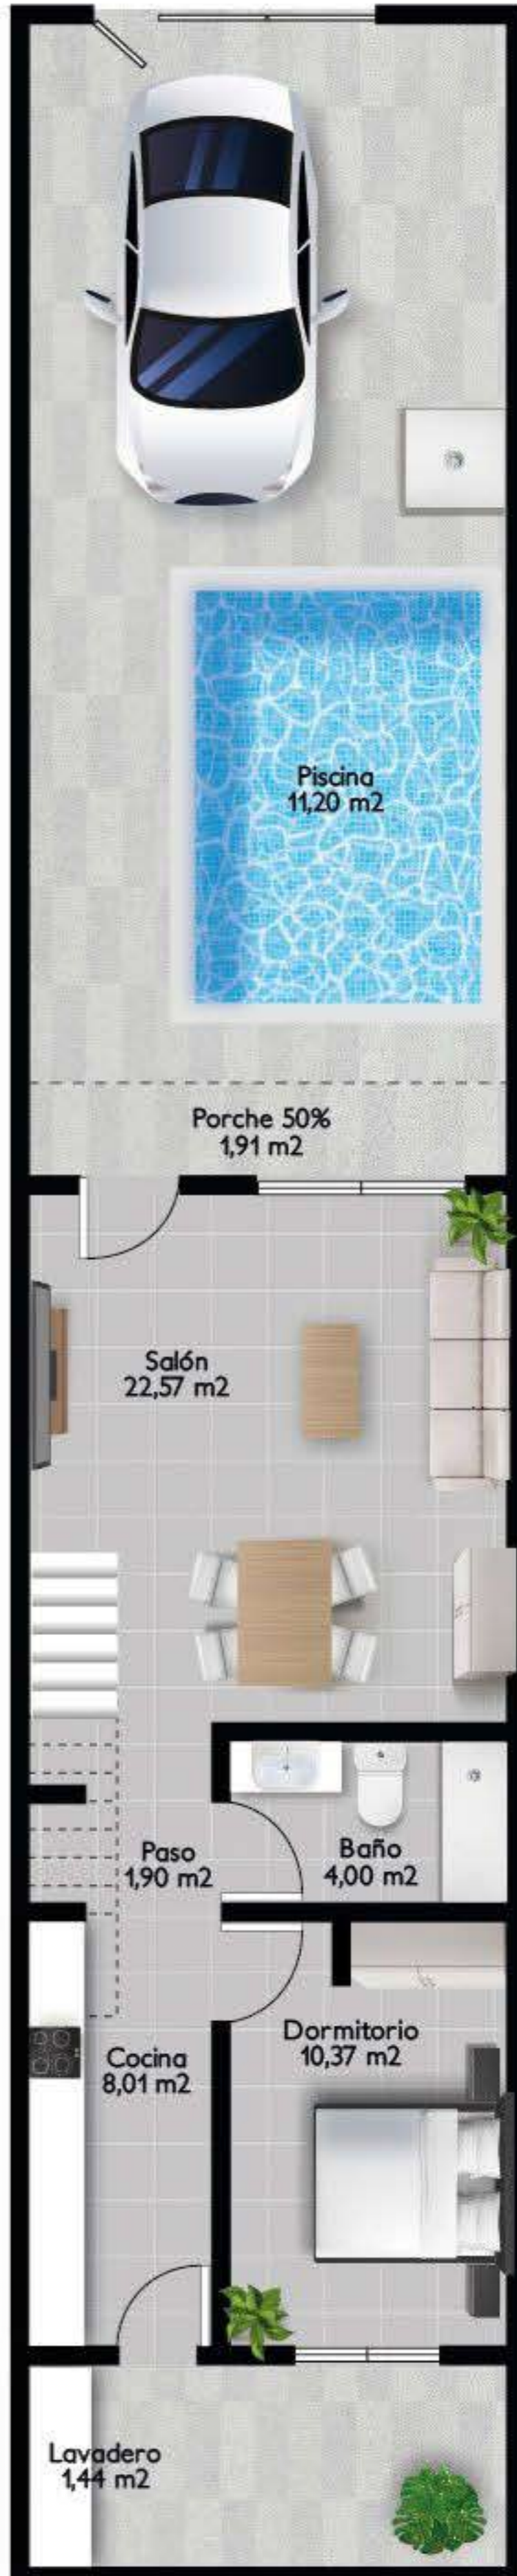 Piscina
11,20 m2
Porche 50%
1,91 m2
Salón
22,57 m2
Paso
1,90 m2
Baño
4,00 m2
Dormitorio
10,37 m2
Cocina
8,01 m2
Lavadero
1,44 m2